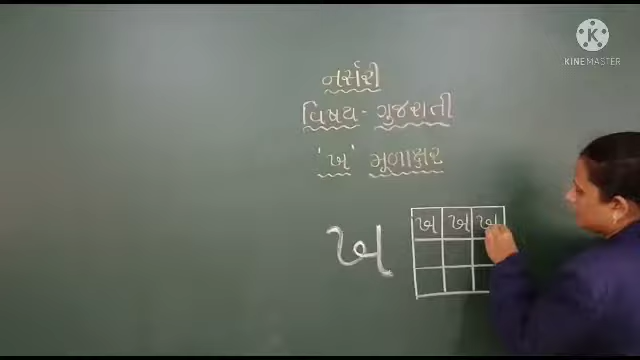 KINEMASTER
નર્સરી
વિષય - ગુજરાતી
'ખ' મૂળાક્ષર
ખ
ખ ખ ખ